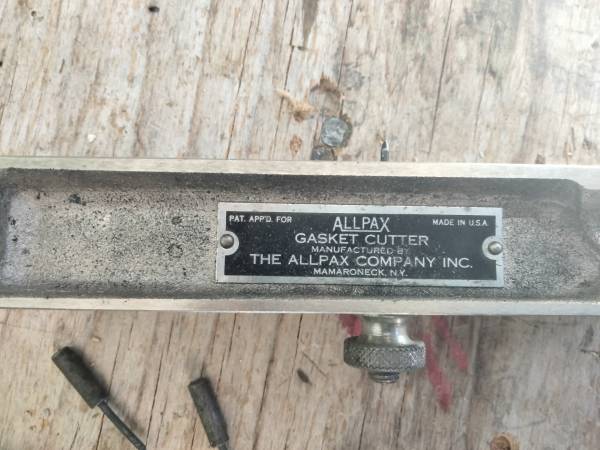 PAT. APP'D. FOR
ALLPAX
MADE IN U.S.A.
GASKET CUTTER
MANUFACTURED BY
THE ALLPAX COMPANY INC.
MAMARONECK, N.Y.